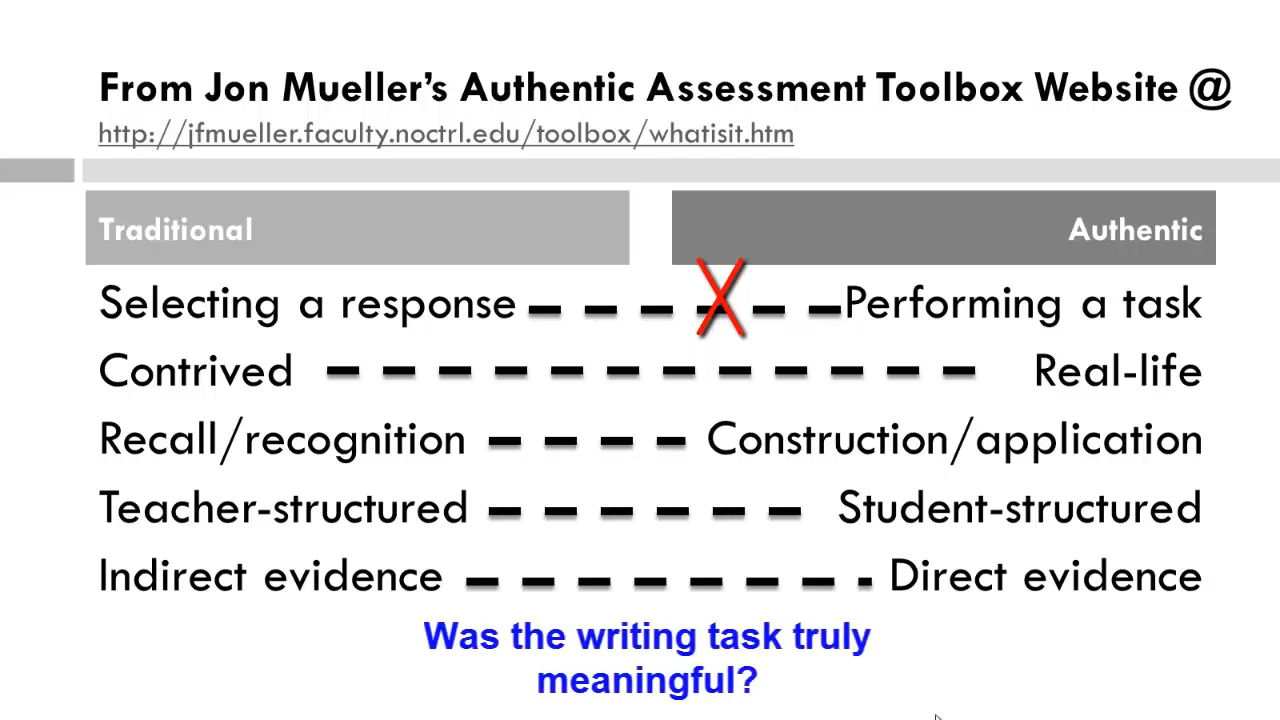 From Jon Mueller's Authentic Assessment Toolbox Website @
http://jfmueller.faculty.noctrl.edu/toolbox/whatisit.htm
Traditional Authentic
Selecting a response Performing a task
Contrived Real-life
Recall/recognition Construction/application
Teacher-structured Student-structured
Indirect evidence Direct evidence
Was the writing task truly
meaningful?